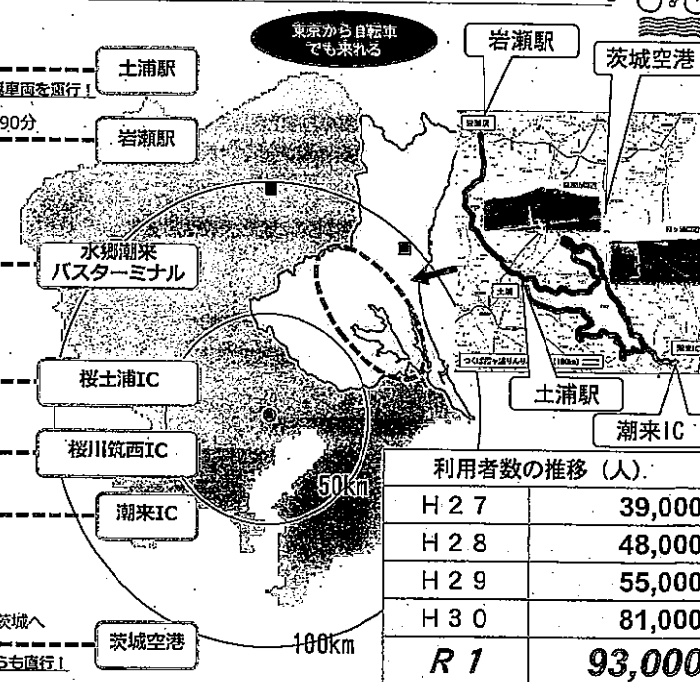 東京から自転車
でも来れる
岩瀬駅
茨城空港
土浦駅
車両を運行！
90分
岩瀬駅
水郷潮来
バスターミナル
桜土浦IC
桜川筑西IC
潮来IC
茨城へ
らも直行！
茨城空港
50km
100km
土浦
土浦駅
潮来IC
利用者数の推移（人）
H27 39,000
H28 48,000
H29 55,000
H30 81,000
R1 93,000